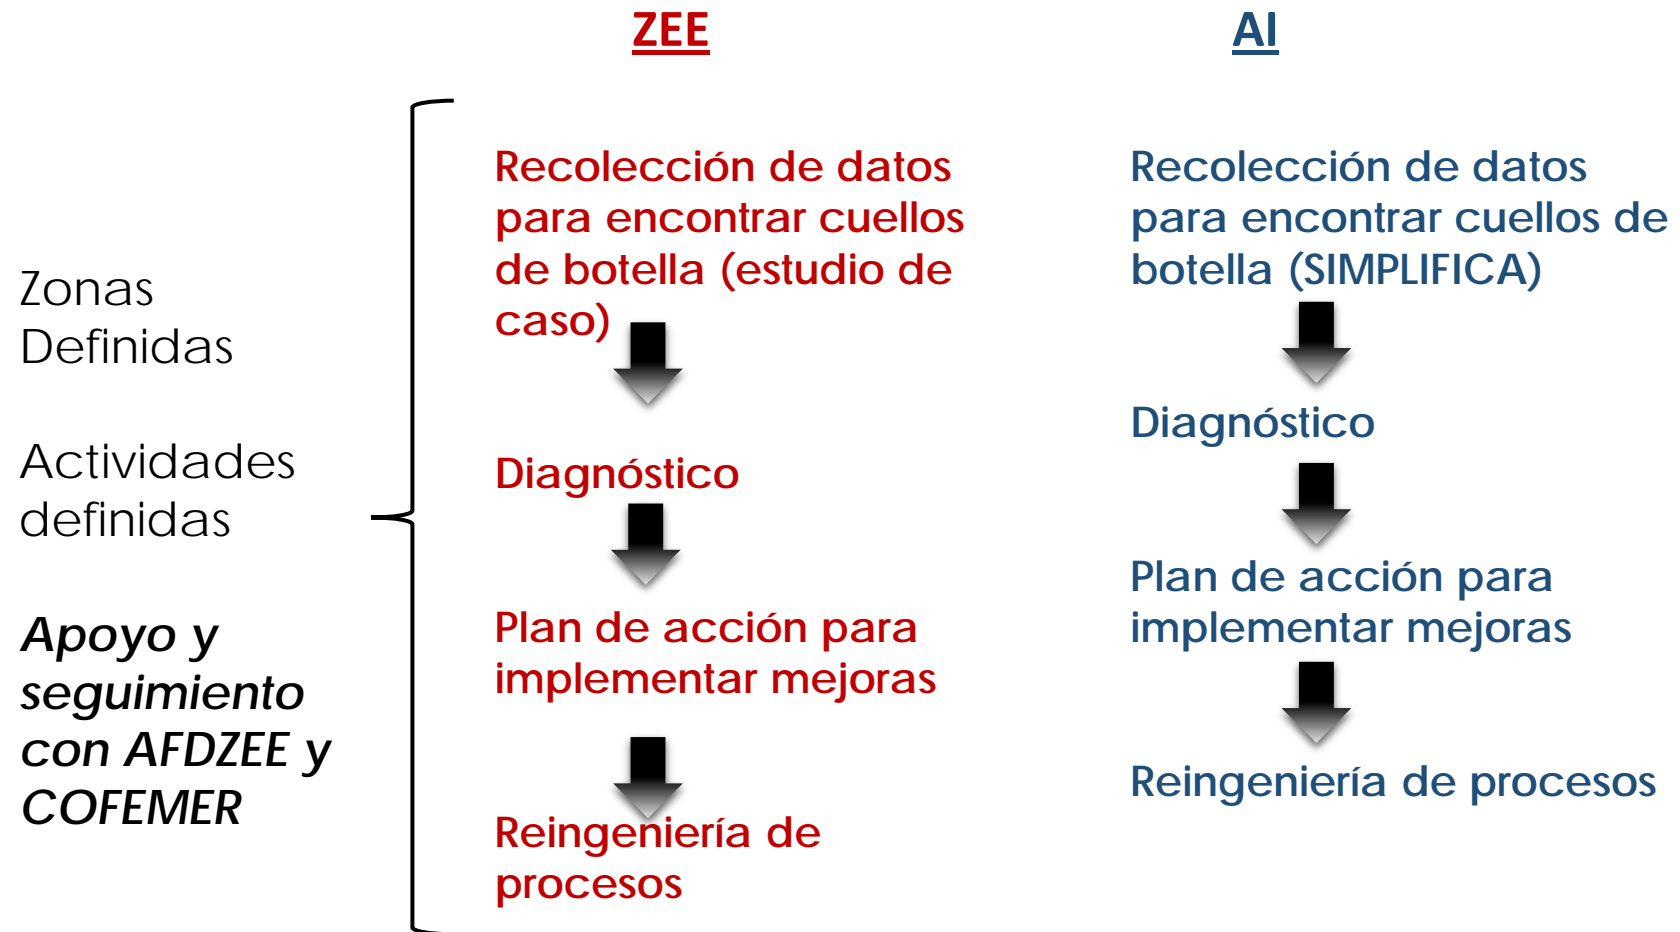 ZEE
AI
Zonas
Definidas
Actividades
definidas
Apoyo y
seguimiento
con AFDZEE y
COFEMER
Recolección de datos
para encontrar cuellos
de botella (estudio de
caso)
Diagnóstico
Plan de acción para
implementar mejoras
Reingeniería de
procesos
Recolección de datos
para encontrar cuellos de
botella (SIMPLIFICA)
Diagnóstico
Plan de acción para
implementar mejoras
Reingeniería de procesos